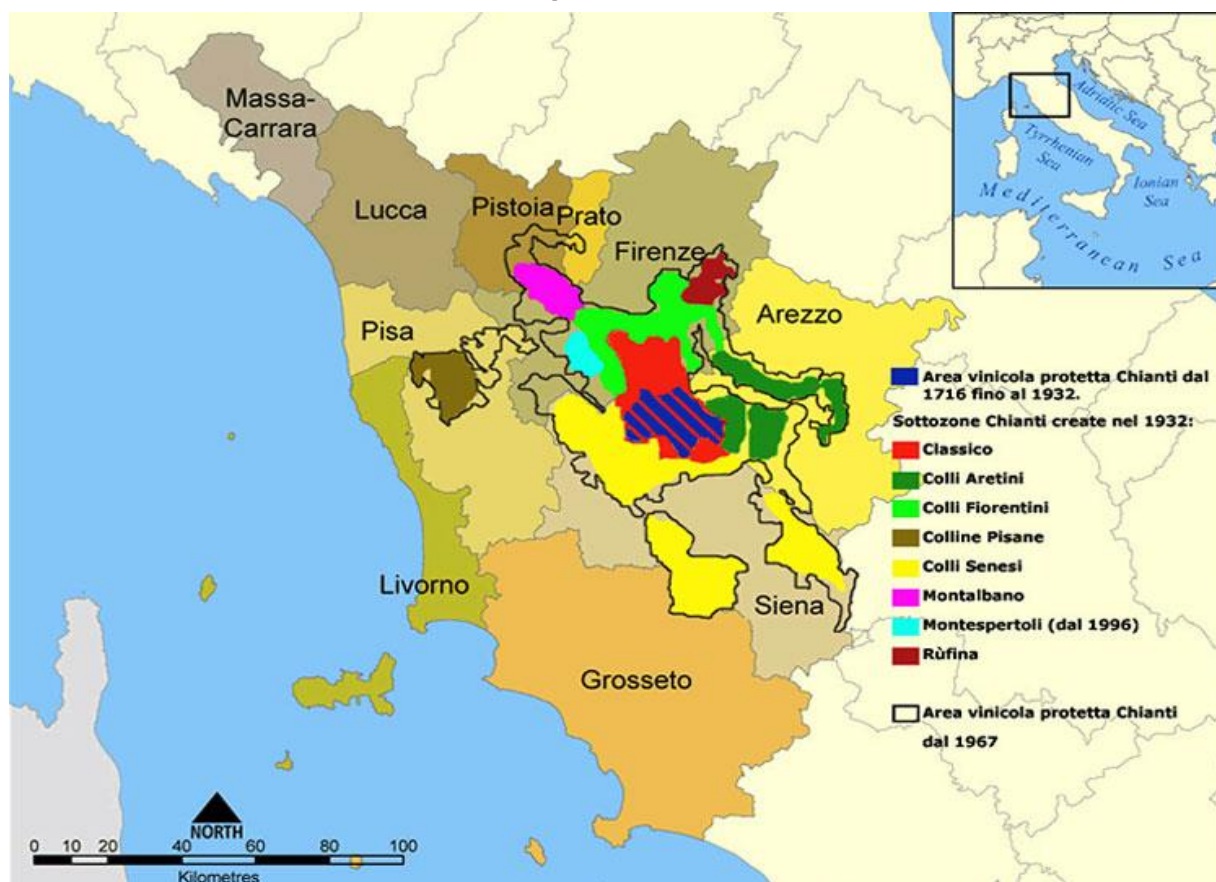 Massa-
Carrara
Lucca
Pistoia
Prato
Firenze
Pisa
Arezzo
Livorno
Siena
Grosseto
Adriatic Sea
Tyrrhenian
Sea
Ionian
Sea
Mediterranean Sea
Area vinicola protetta Chianti dal
1716 fino al 1932.
Sottozone Chianti create nel 1932:
Classico
Colli Aretini
Colli Fiorentini
Colline Pisane
Colli Senesi
Montalbano
Montespertoli (dal 1996)
Rùfina
Area vinicola protetta Chianti
dal 1967
NORTH
0 10 20 40 60 80 100
Kilometres